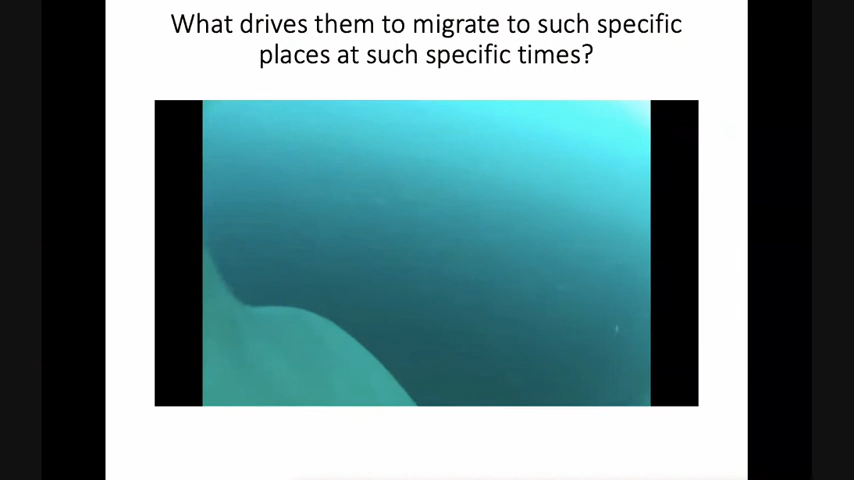 What drives them to migrate to such specific
places at such specific times?